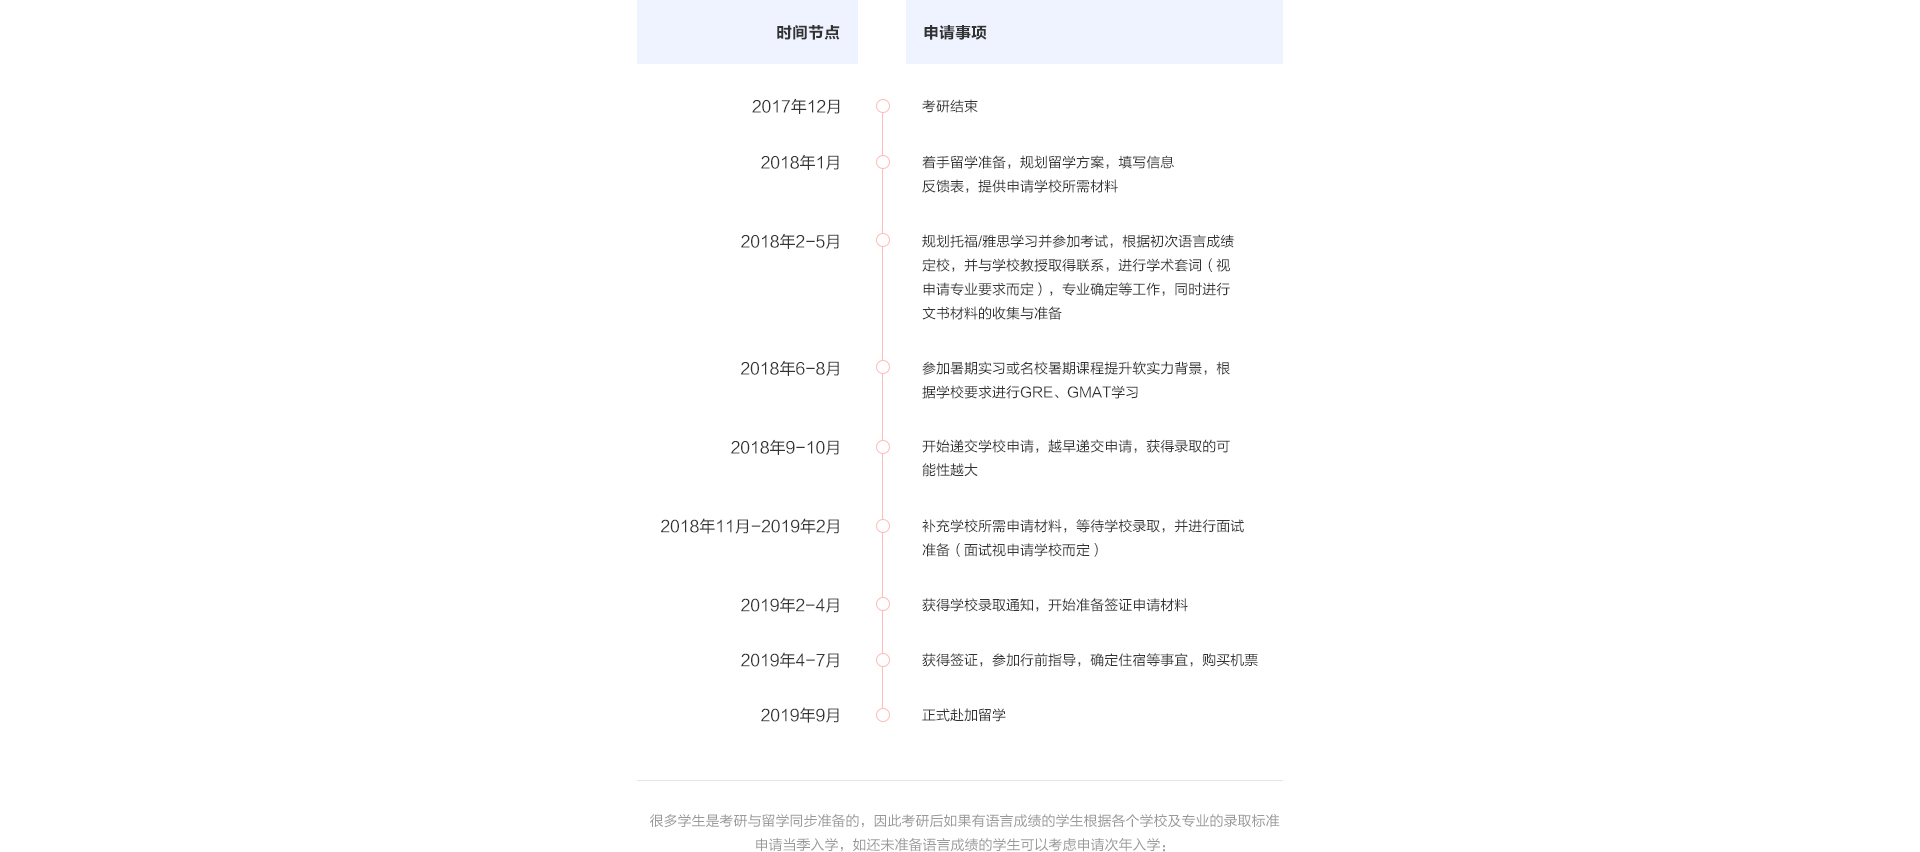 时间节点 申请事项
2017年12月 考研结束
2018年1月 着手留学准备，规划留学方案，填写信息
反馈表，提供申请学校所需材料
2018年2-5月 规划托福/雅思学习并参加考试，根据初次语言成绩
定校，并与学校教授取得联系，进行学术套词（视
申请专业要求而定），专业确定等工作，同时进行
文书材料的收集与准备
2018年6-8月 参加暑期实习或名校暑期课程提升软实力背景，根
据学校要求进行GRE、GMAT学习
2018年9-10月 开始递交学校申请，越早递交申请，获得录取的可
能性越大
2018年11月-2019年2月 补充学校所需申请材料，等待学校录取，并进行面试
准备（面试视申请学校而定）
2019年2-4月 获得学校录取通知，开始准备签证申请材料
2019年4-7月 获得签证，参加行前指导，确定住宿等事宜，购买机票
2019年9月 正式赴加留学
很多学生是考研与留学同步准备的，因此考研后如果有语言成绩的学生根据各个学校及专业的录取标准
申请当季入学，如还未准备语言成绩的学生可以考虑申请次年入学；